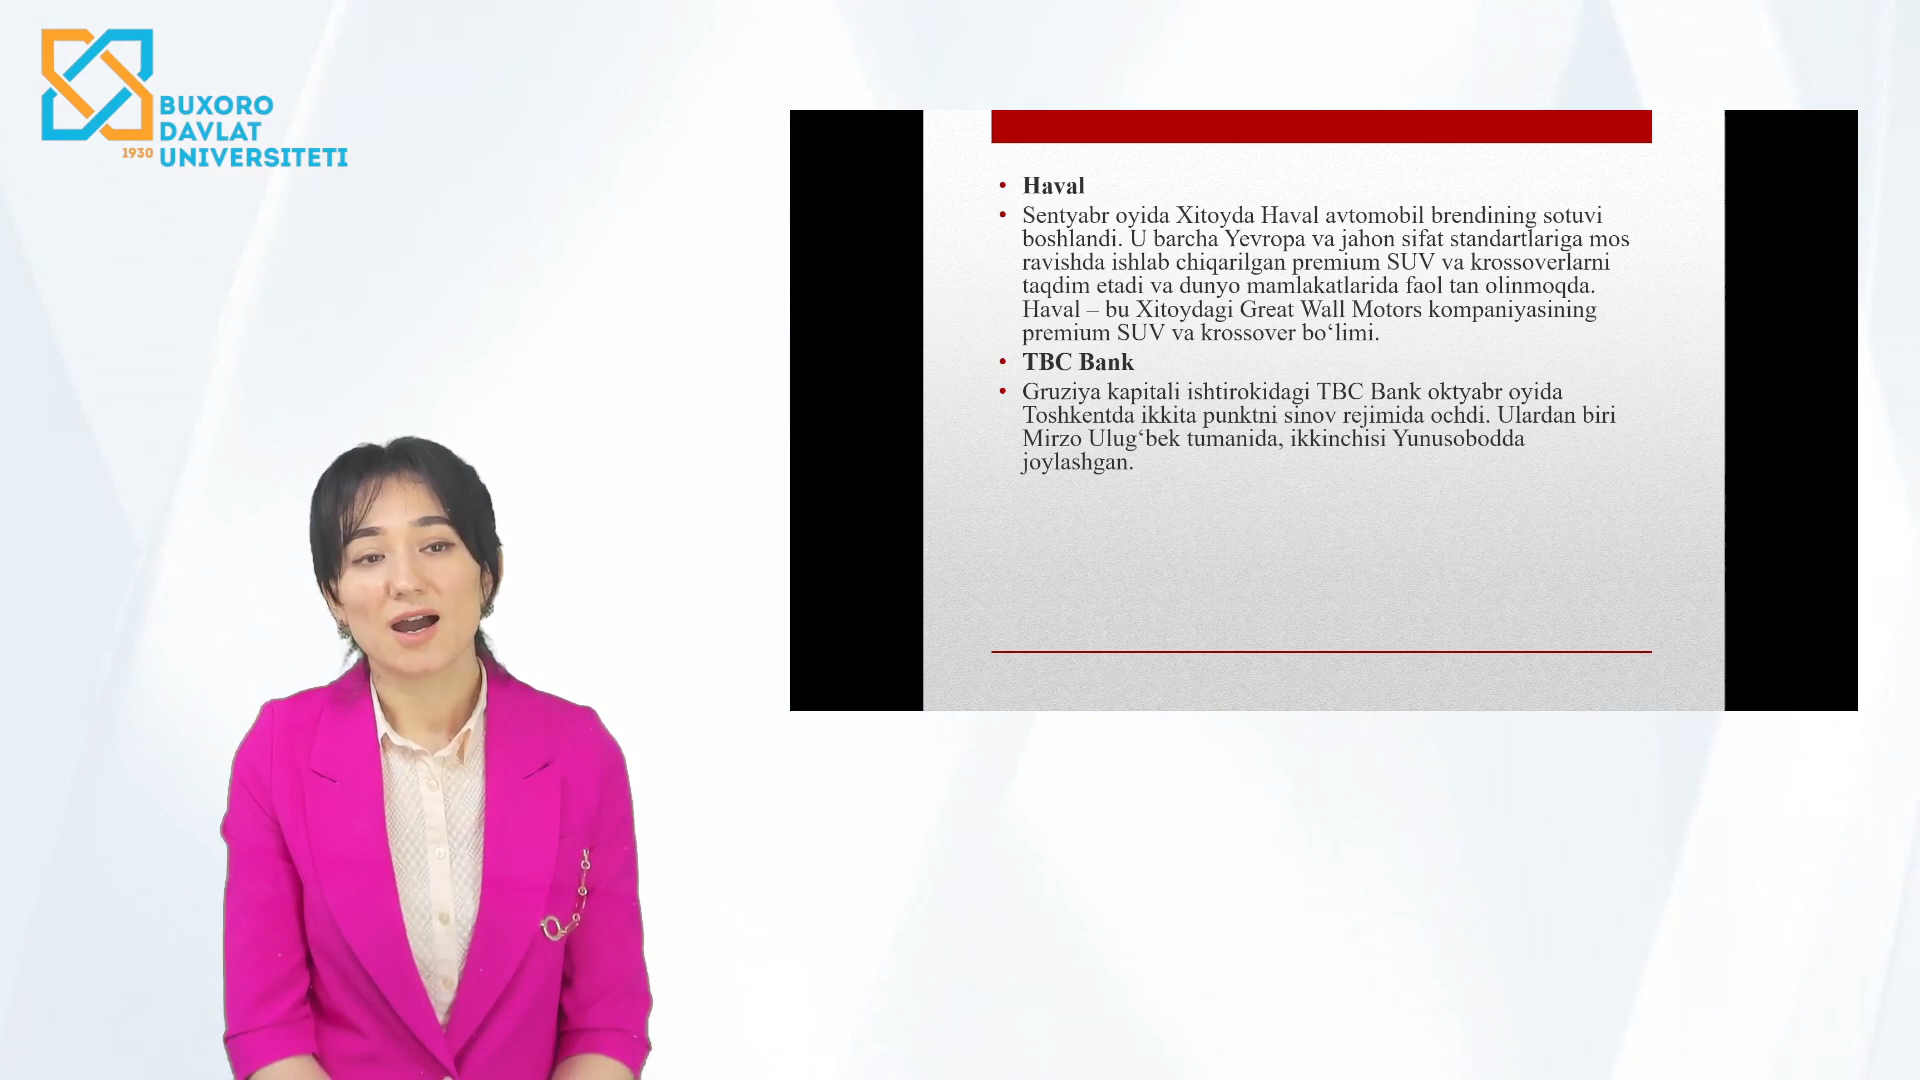 BUXORO
DAVLAT
1930 UNIVERSITETI
• Haval
• Sentyabr oyida Xitoyda Haval avtomobil brendining sotuvi
boshlandi. U barcha Yevropa va jahon sifat standartlariga mos
ravishda ishlab chiqarilgan premium SUV va krossoverlarni
taqdim etadi va dunyo mamlakatlarida faol tan olinmoqda.
Haval – bu Xitoydagi Great Wall Motors kompaniyasining
premium SUV va krossover bo‘limi.
• TBC Bank
• Gruziya kapitali ishtirokidagi TBC Bank oktyabr oyida
Toshkentda ikkita punktni sinov rejimida ochdi. Ulardan biri
Mirzo Ulug‘bek tumanida, ikkinchisi Yunusobodda
joylashgan.